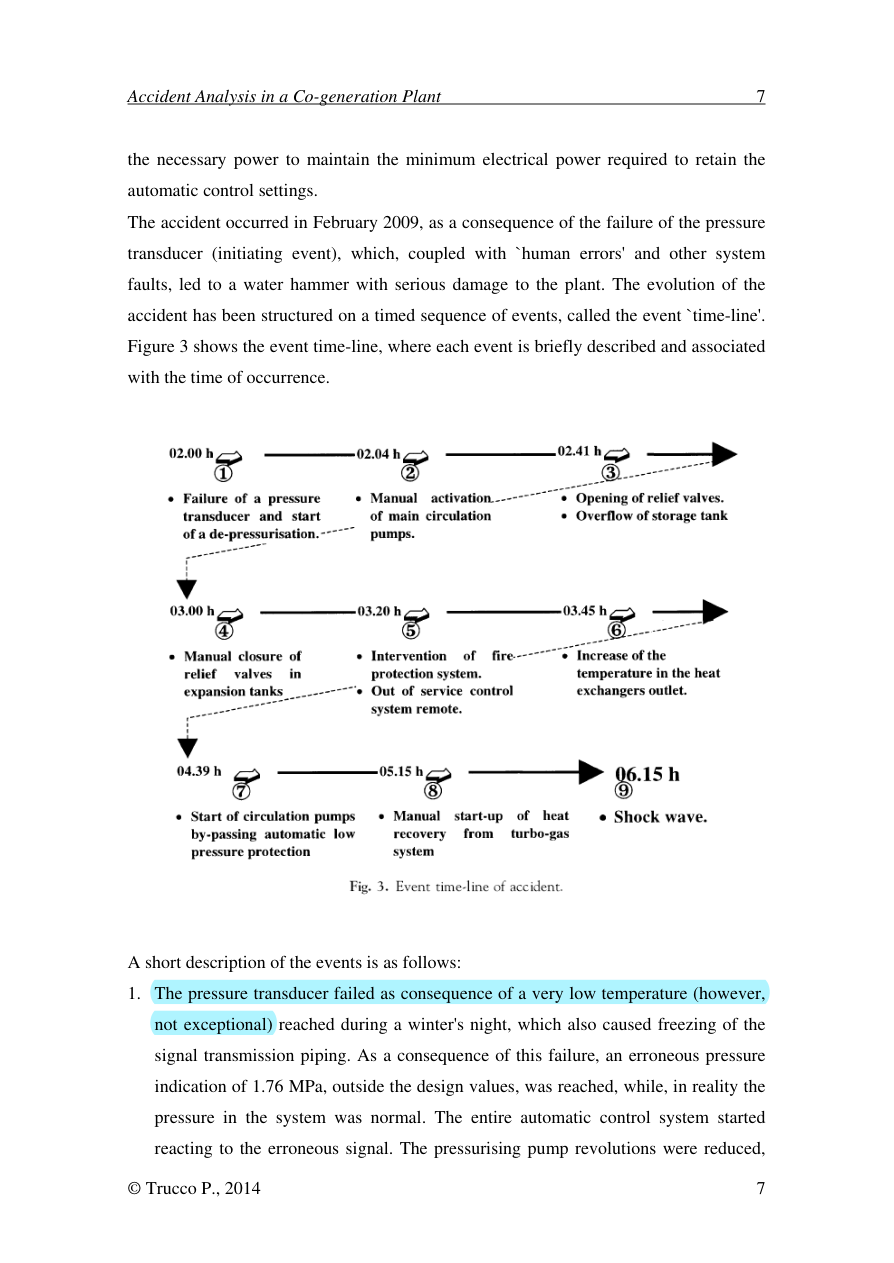 Accident Analysis in a Co-generation Plant 7
the necessary power to maintain the minimum electrical power required to retain the
automatic control settings.
The accident occurred in February 2009, as a consequence of the failure of the pressure
transducer (initiating event), which, coupled with `human errors' and other system
faults, led to a water hammer with serious damage to the plant. The evolution of the
accident has been structured on a timed sequence of events, called the event `time-line'.
Figure 3 shows the event time-line, where each event is briefly described and associated
with the time of occurrence.
02.00 h
①
• Failure of a pressure
transducer and start
of a de-pressurisation.
02.04 h
②
• Manual activation
of main circulation
pumps.
02.41 h
③
• Opening of relief valves.
• Overflow of storage tank
03.00 h
④
• Manual closure of
relief valves in
expansion tanks
03.20 h
⑤
• Intervention of fire
protection system.
• Out of service control
system remote.
03.45 h
⑥
• Increase of the
temperature in the heat
exchangers outlet.
04.39 h
⑦
• Start of circulation pumps
by-passing automatic low
pressure protection
05.15 h
⑧
• Manual start-up of heat
recovery from turbo-gas
system
06.15 h
⑨
• Shock wave.
Fig. 3. Event time-line of accident.
A short description of the events is as follows:
1. The pressure transducer failed as consequence of a very low temperature (however,
not exceptional) reached during a winter's night, which also caused freezing of the
signal transmission piping. As a consequence of this failure, an erroneous pressure
indication of 1.76 MPa, outside the design values, was reached, while, in reality the
pressure in the system was normal. The entire automatic control system started
reacting to the erroneous signal. The pressurising pump revolutions were reduced,
© Trucco P., 2014 7